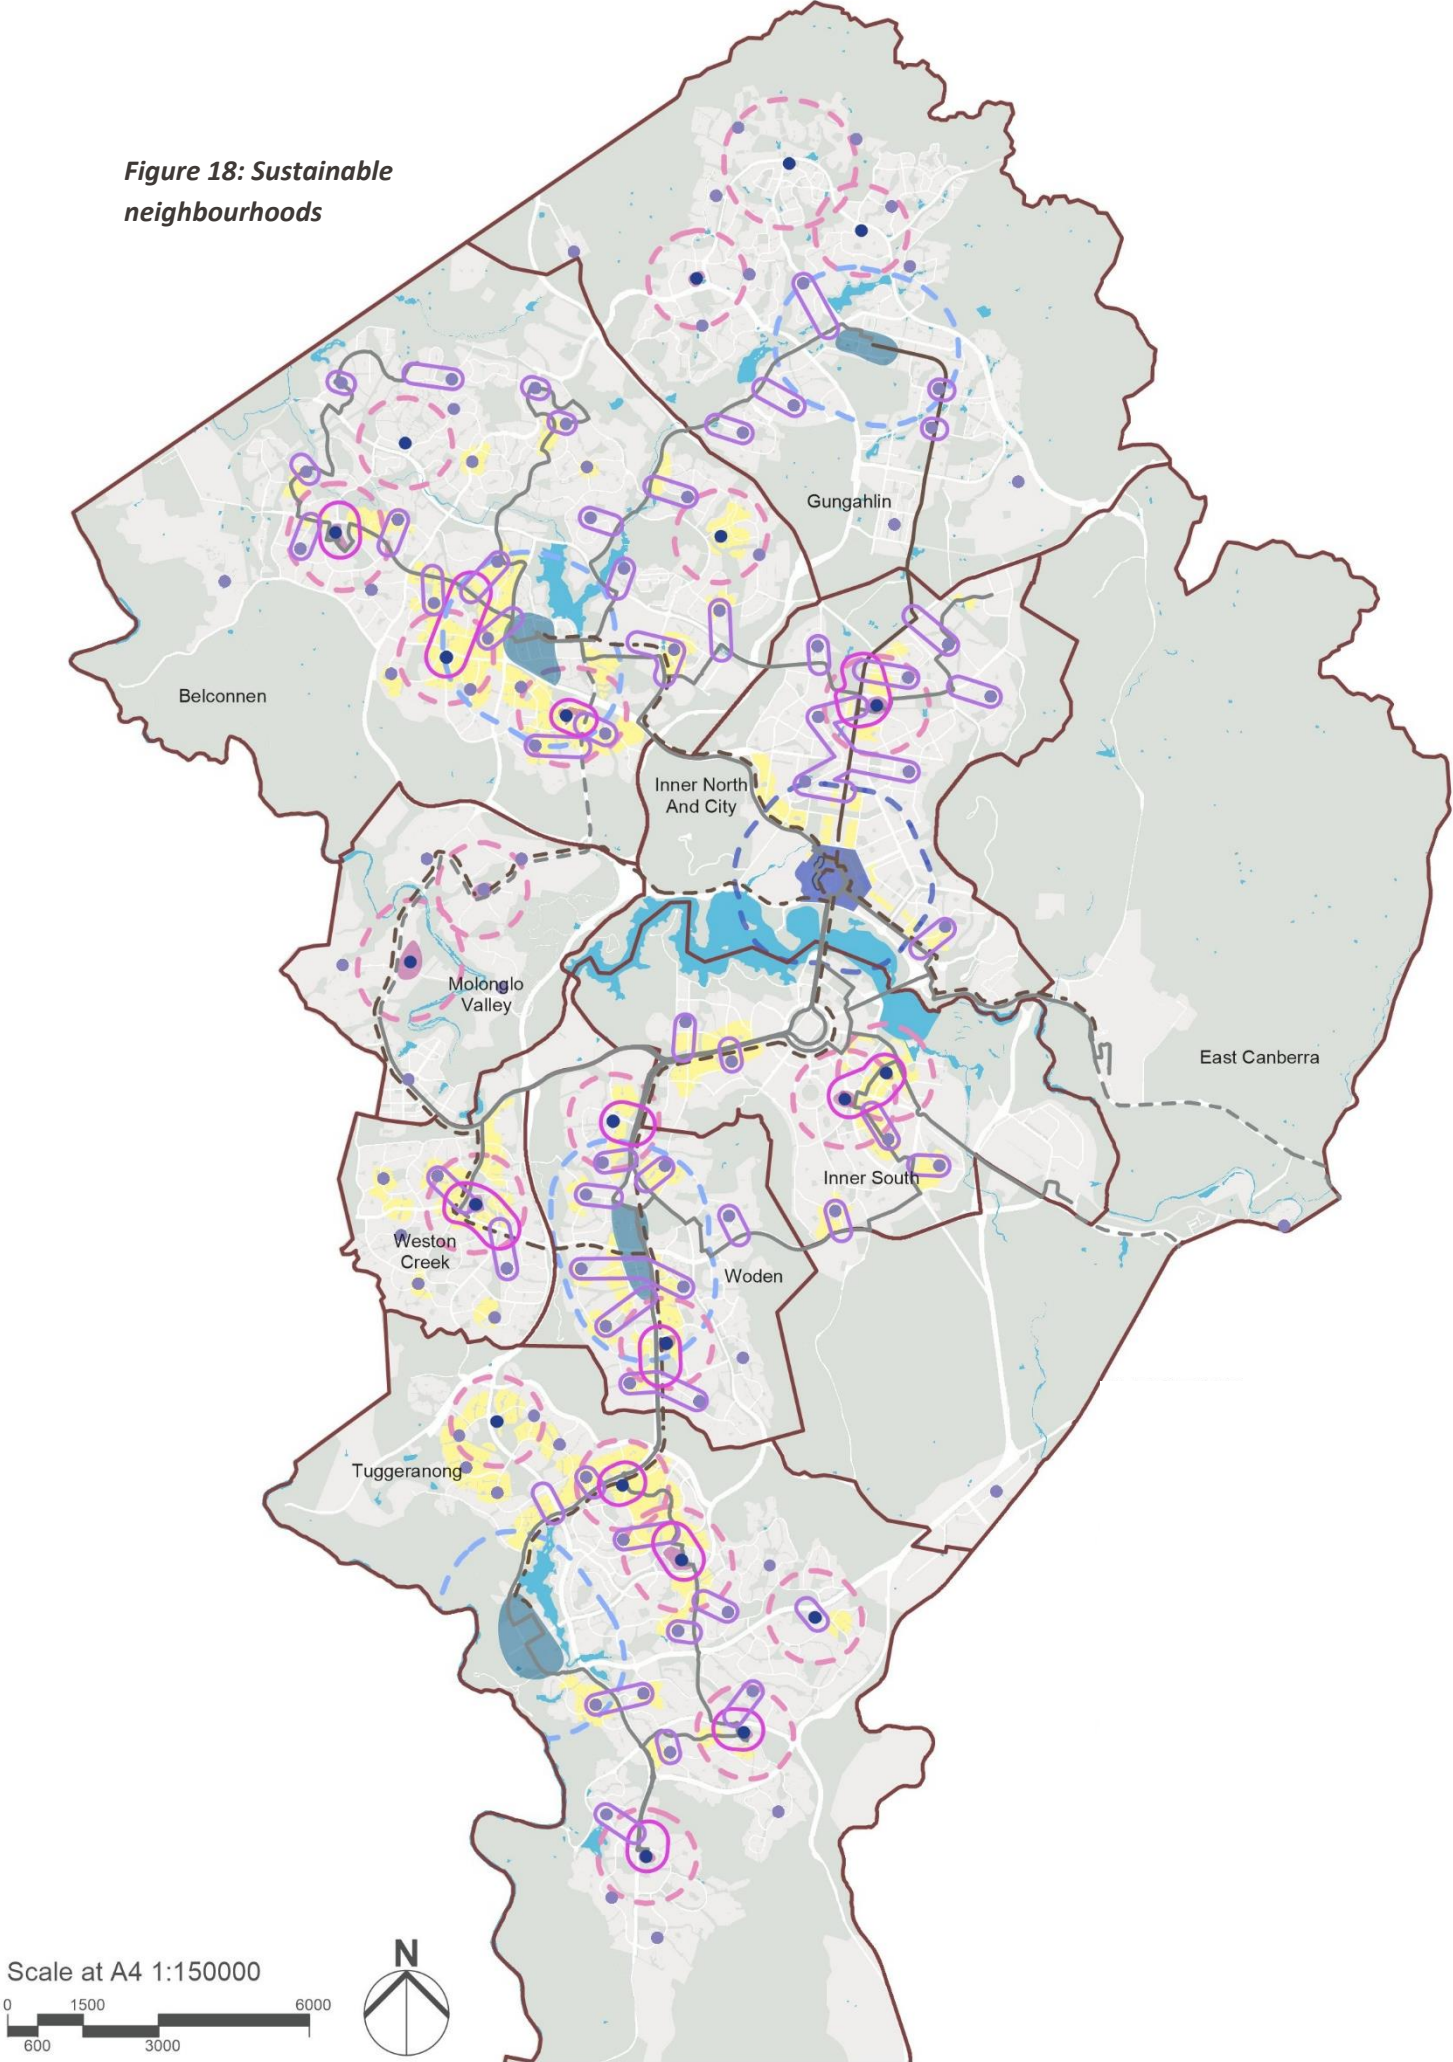 Figure 18: Sustainable
neighbourhoods
Gungahlin
Belconnen
Inner North
And City
Molonglo
Valley
East Canberra
Inner South
Weston
Creek
Woden
Tuggeranong
N
Scale at A4 1:150000
0 1500 6000
600 3000